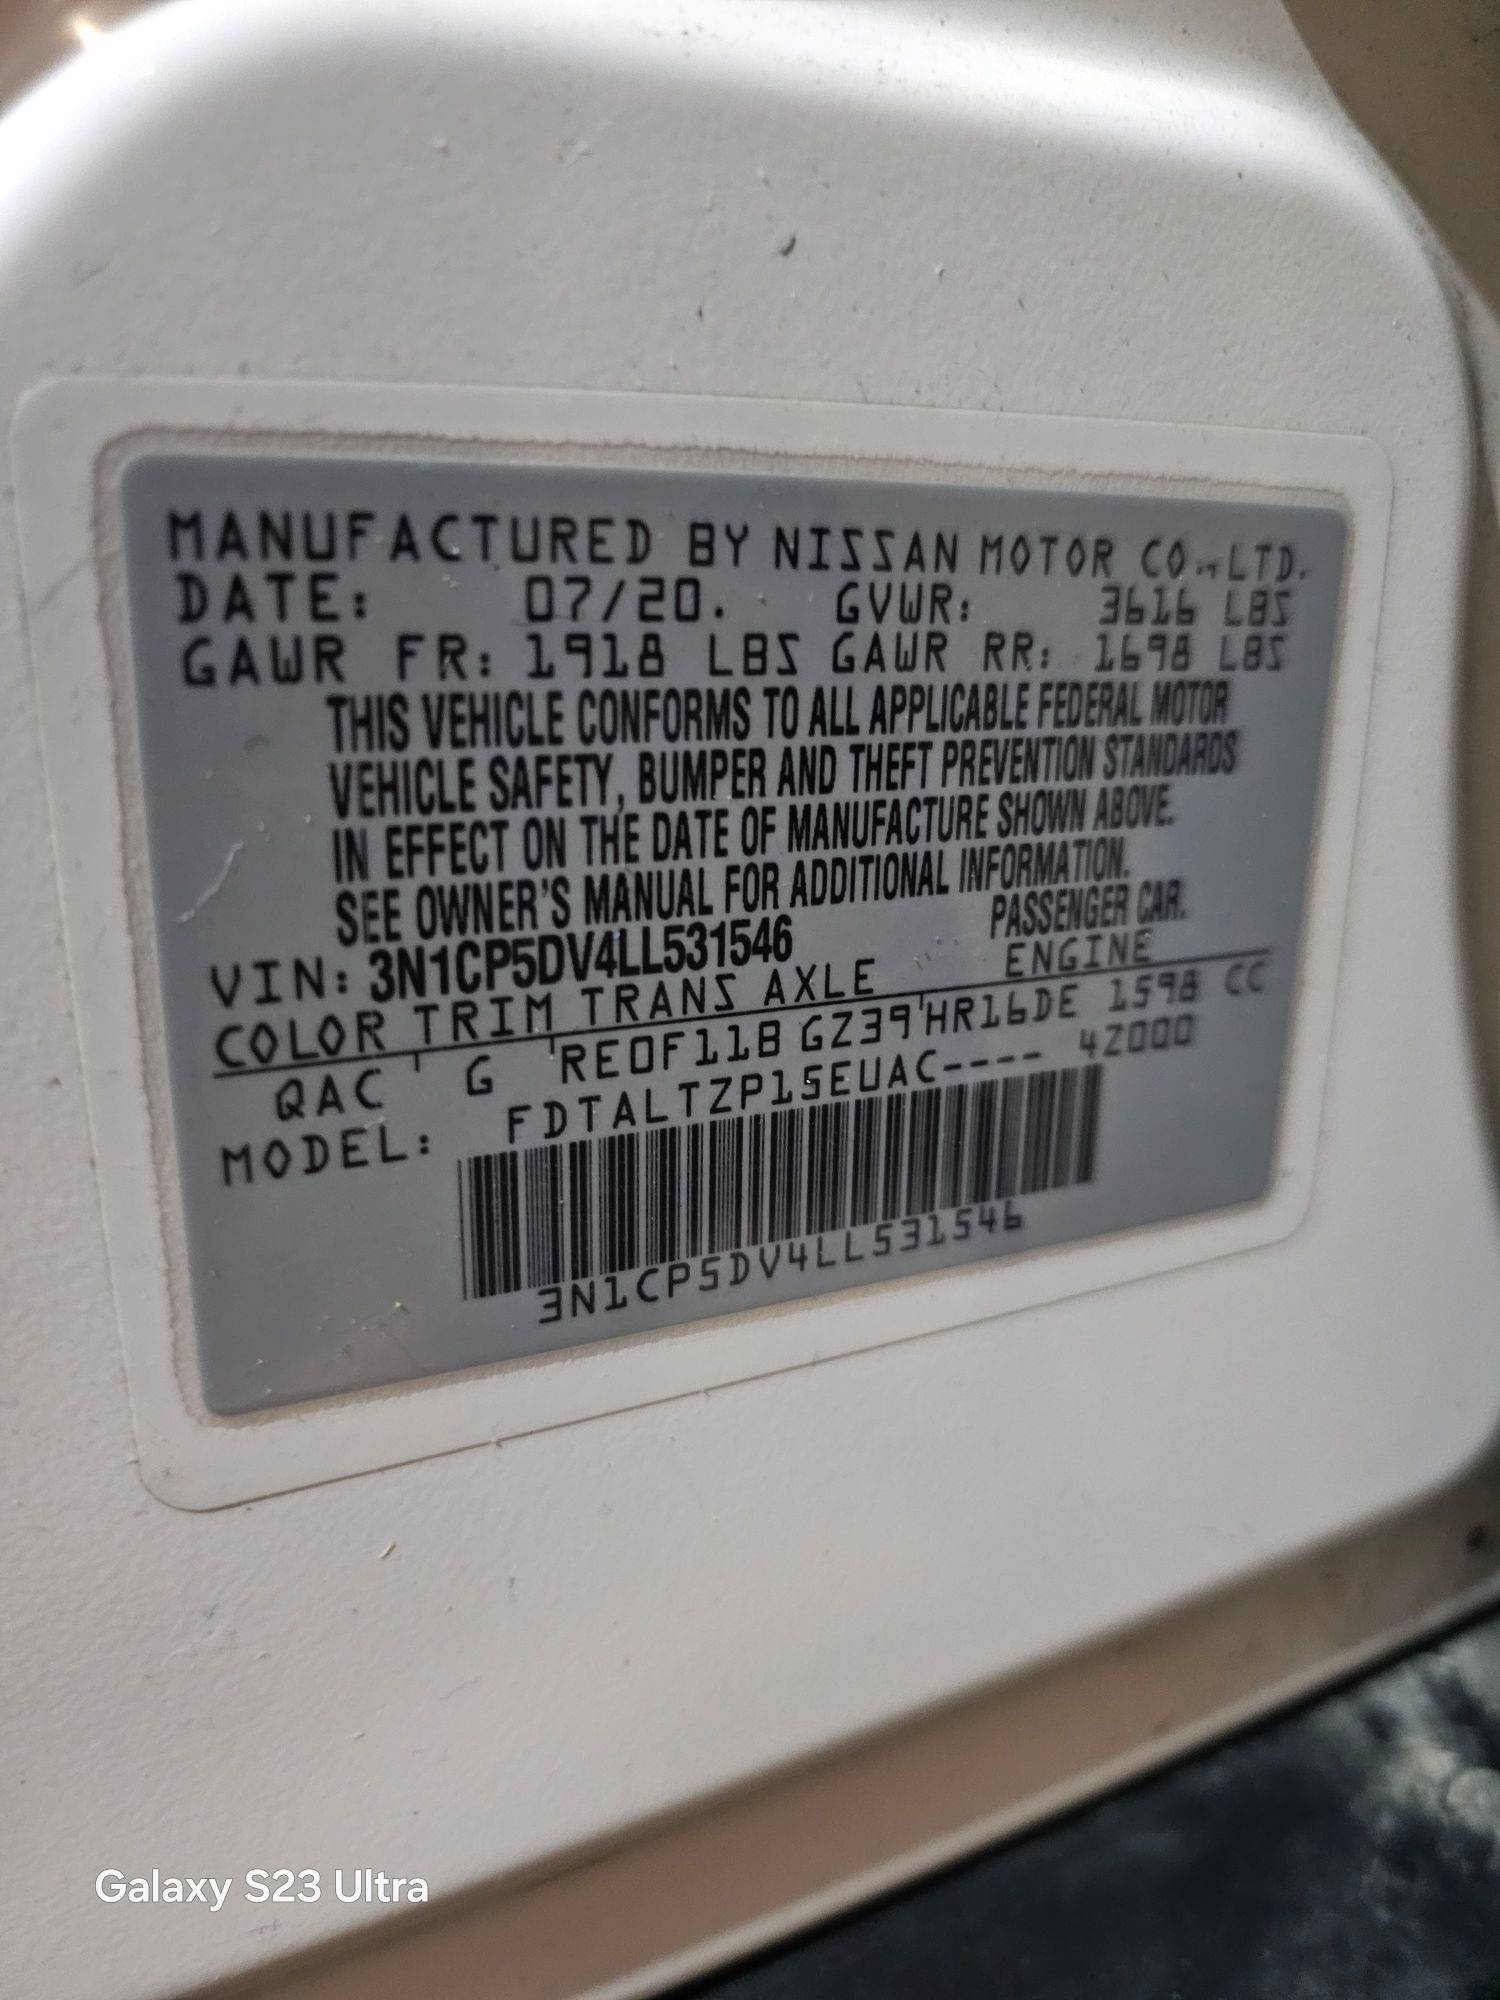 MANUFACTURED BY NISSAN MOTOR CO., LTD.
DATE: 07/20. GVWR: 3616 LBS
GAWR FR: 1918 LBS GAWR RR: 1698 LBS
THIS VEHICLE CONFORMS TO ALL APPLICABLE FEDERAL MOTOR
VEHICLE SAFETY, BUMPER AND THEFT PREVENTION STANDARDS
IN EFFECT ON THE DATE OF MANUFACTURE SHOWN ABOVE.
SEE OWNER'S MANUAL FOR ADDITIONAL INFORMATION.
VIN: 3N1CP5DV4LL531546 PASSENGER CAR.
COLOR TRIM TRANS AXLE ENGINE
QAC G RE0F11B GZ39 HR16DE 1598 CC
MODEL: FDTALTZP15EUAC---- 4Z000
3N1CP5DV4LL531546
Galaxy S23 Ultra